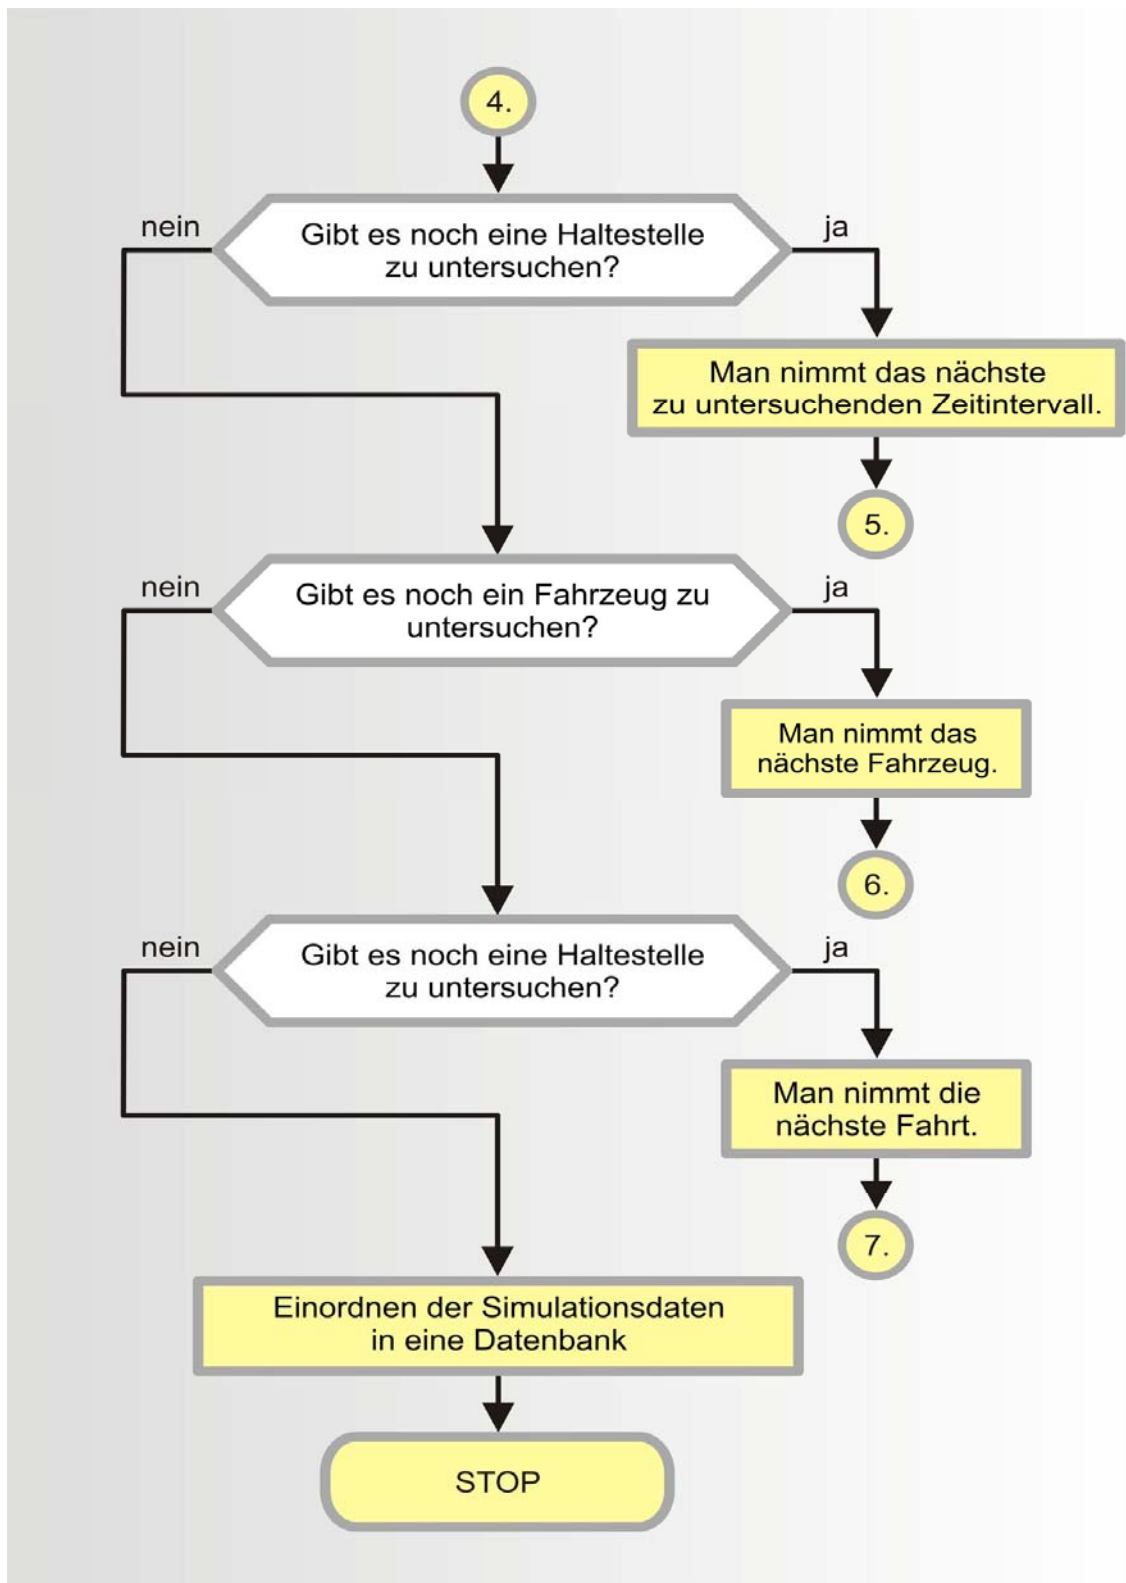 4.
nein
Gibt es noch eine Haltestelle
zu untersuchen?
ja
Man nimmt das nächste
zu untersuchenden Zeitintervall.
5.
nein
Gibt es noch ein Fahrzeug zu
untersuchen?
ja
Man nimmt das
nächste Fahrzeug.
6.
nein
Gibt es noch eine Haltestelle
zu untersuchen?
ja
Man nimmt die
nächste Fahrt.
7.
Einordnen der Simulationsdaten
in eine Datenbank
STOP